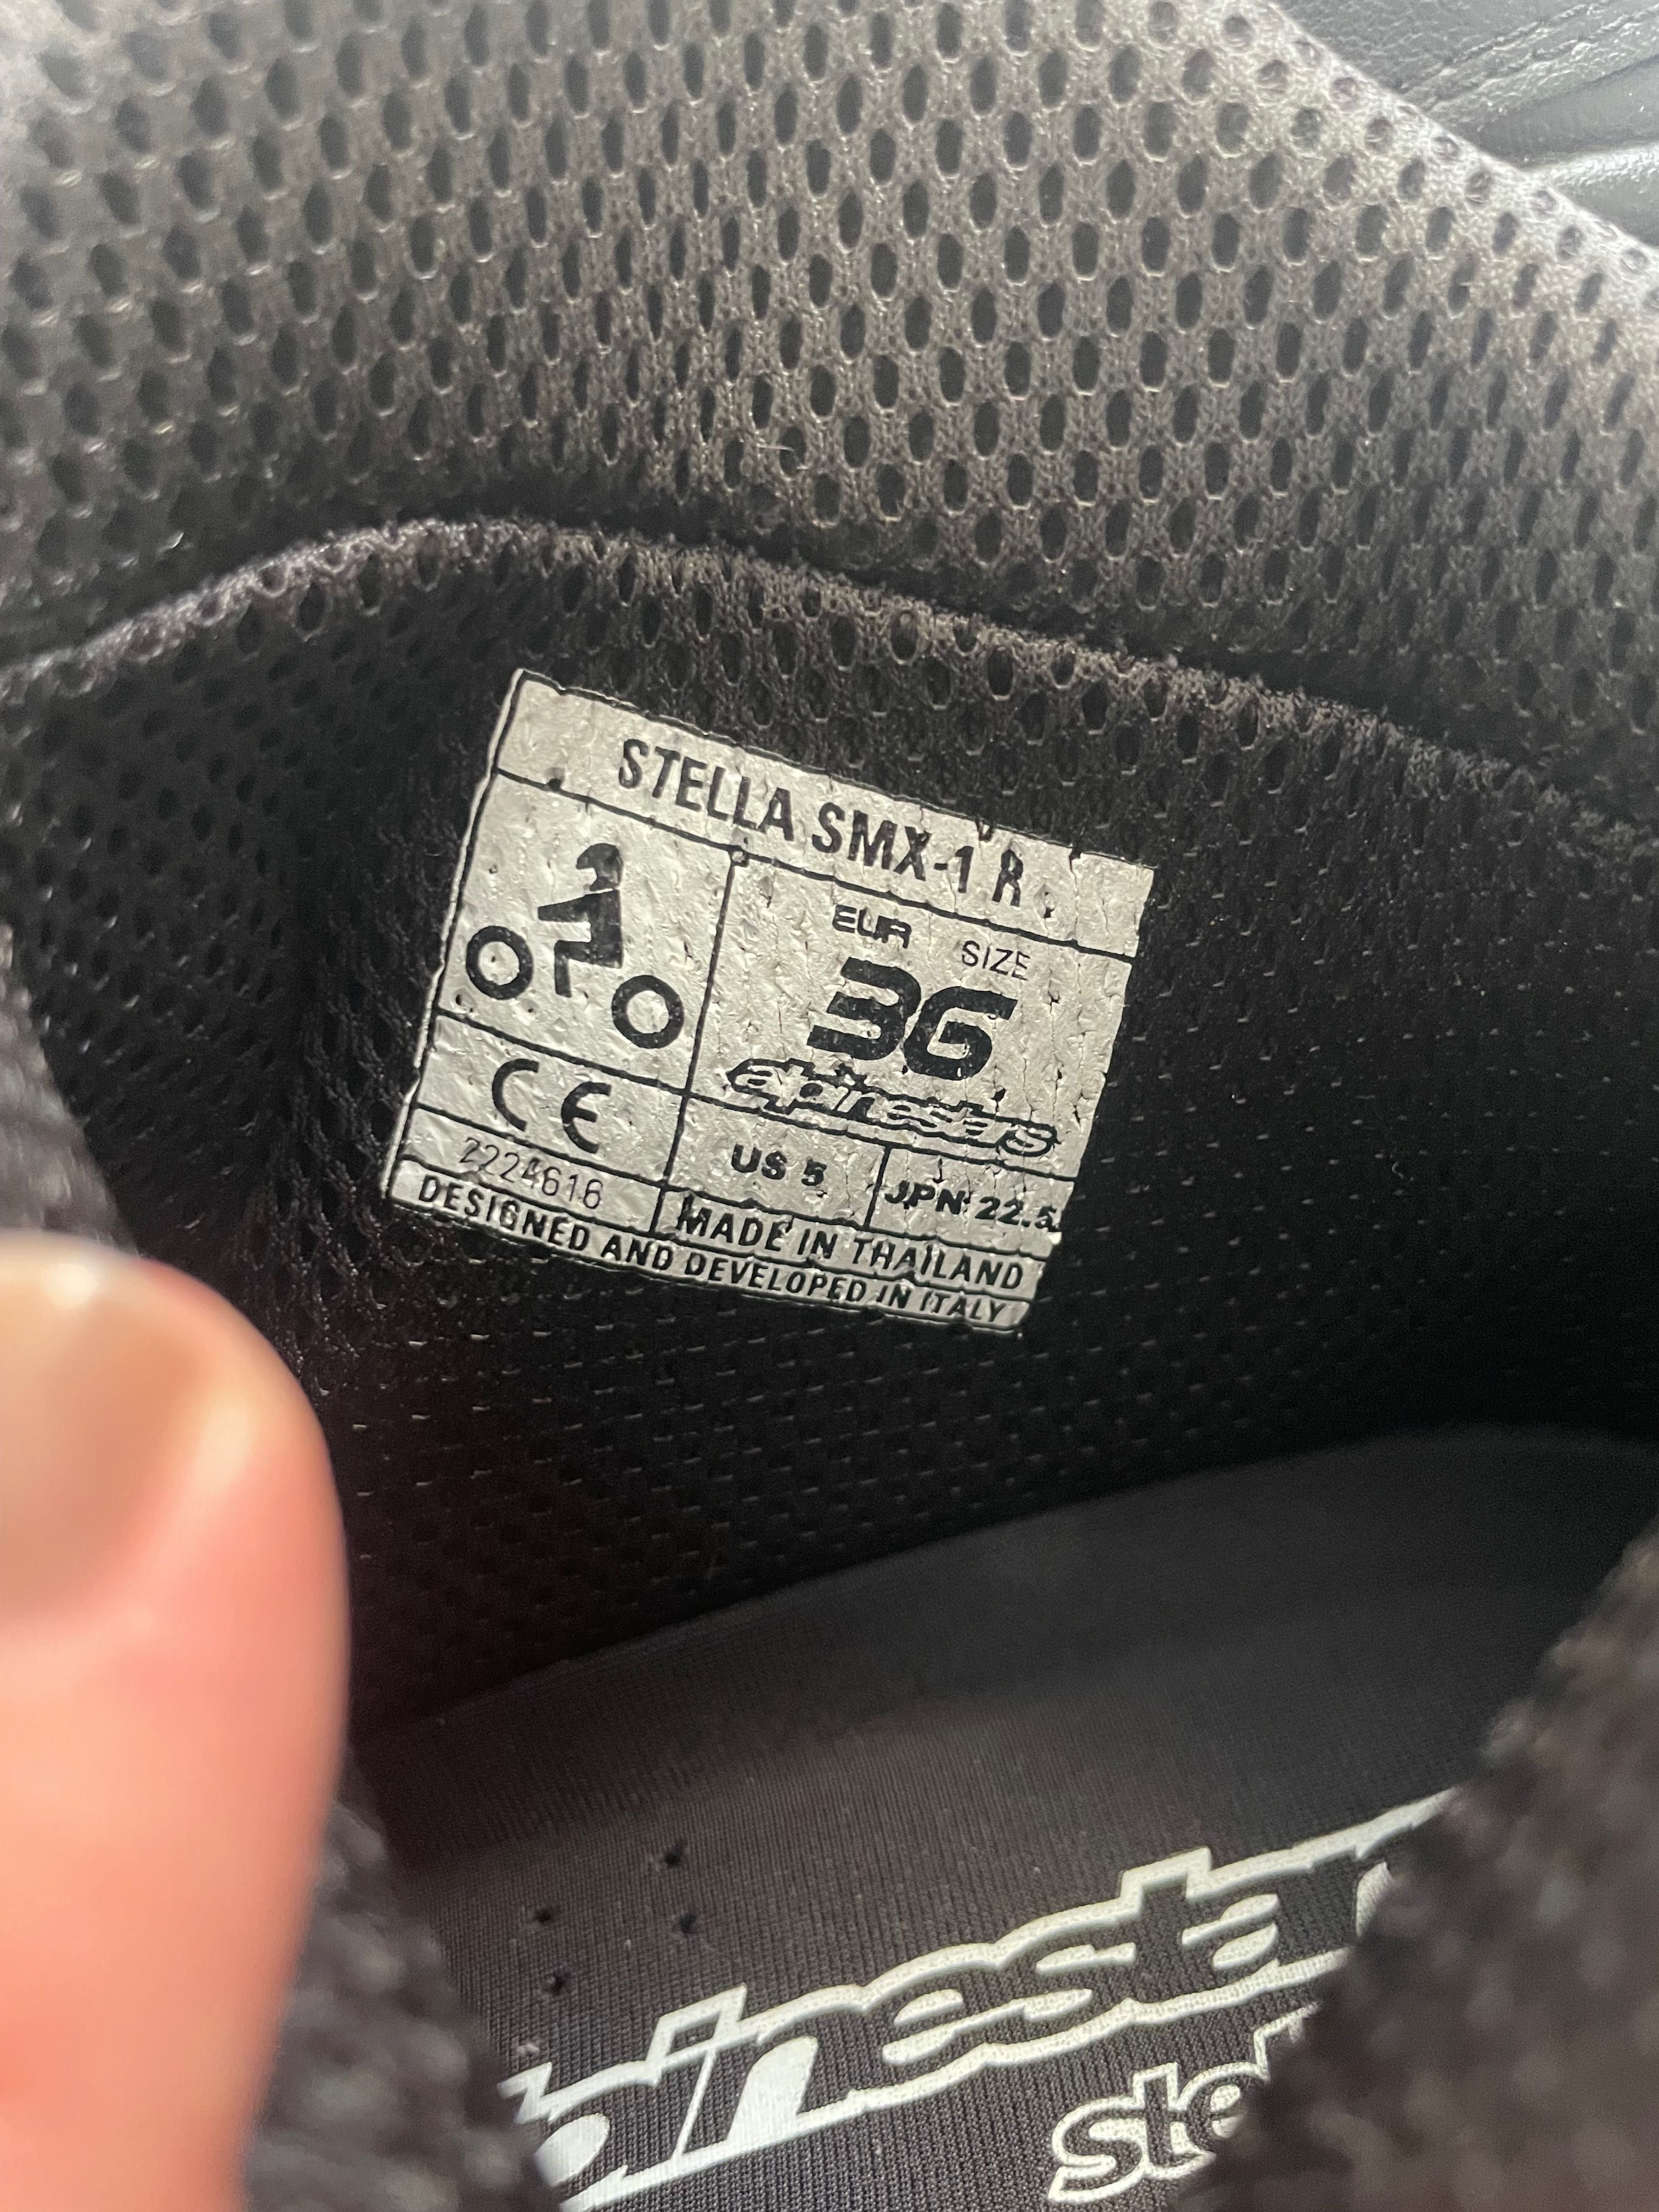 STELLA SMX-1 R
EUR SIZE
36
alpinestars
CE
US 5 JPN 22.5
2224616
MADE IN THAILAND
DESIGNED AND DEVELOPED IN ITALY